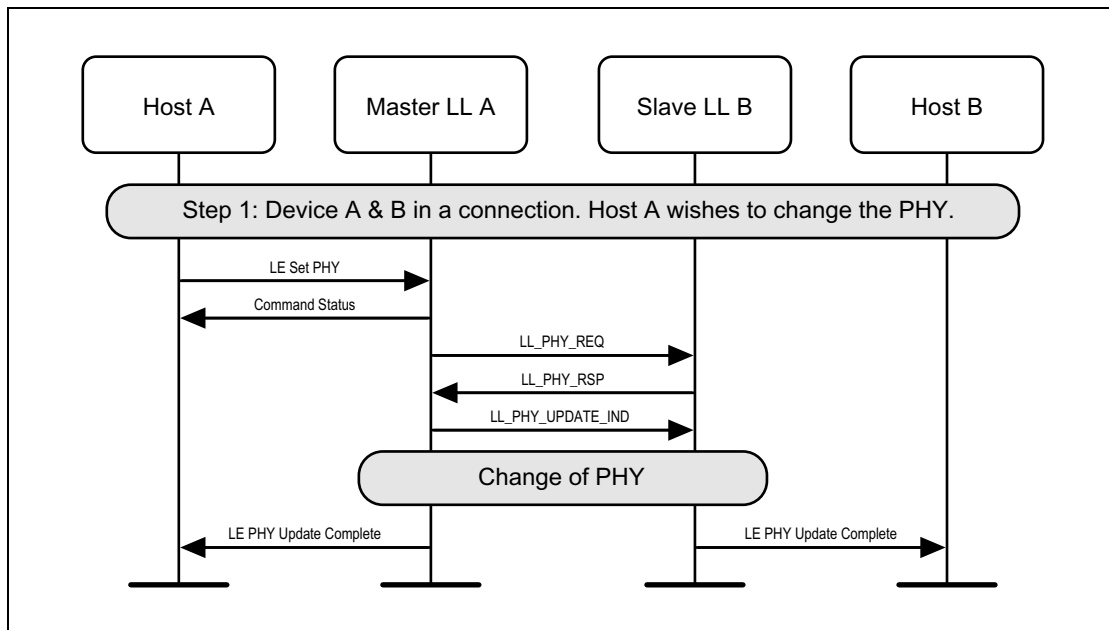 Host A
Master LL A
Slave LL B
Host B
Step 1: Device A & B in a connection. Host A wishes to change the PHY.
LE Set PHY
Command Status
LL_PHY_REQ
LL_PHY_RSP
LL_PHY_UPDATE_IND
Change of PHY
LE PHY Update Complete
LE PHY Update Complete